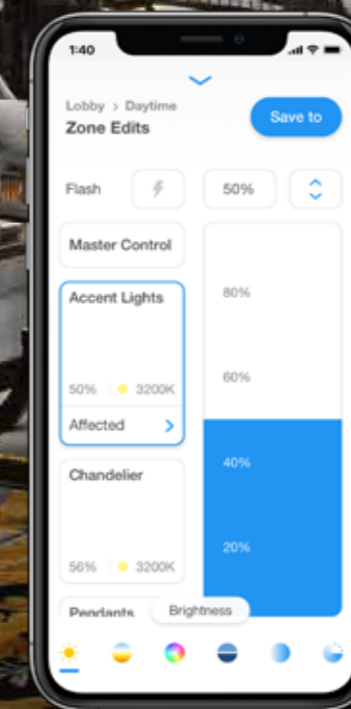 1:40
Lobby > Daytime
Zone Edits
Save to
Flash
50%
Master Control
Accent Lights
50%
3200K
Affected
Chandelier
56%
3200K
Pendants
Brightness
80%
60%
40%
20%